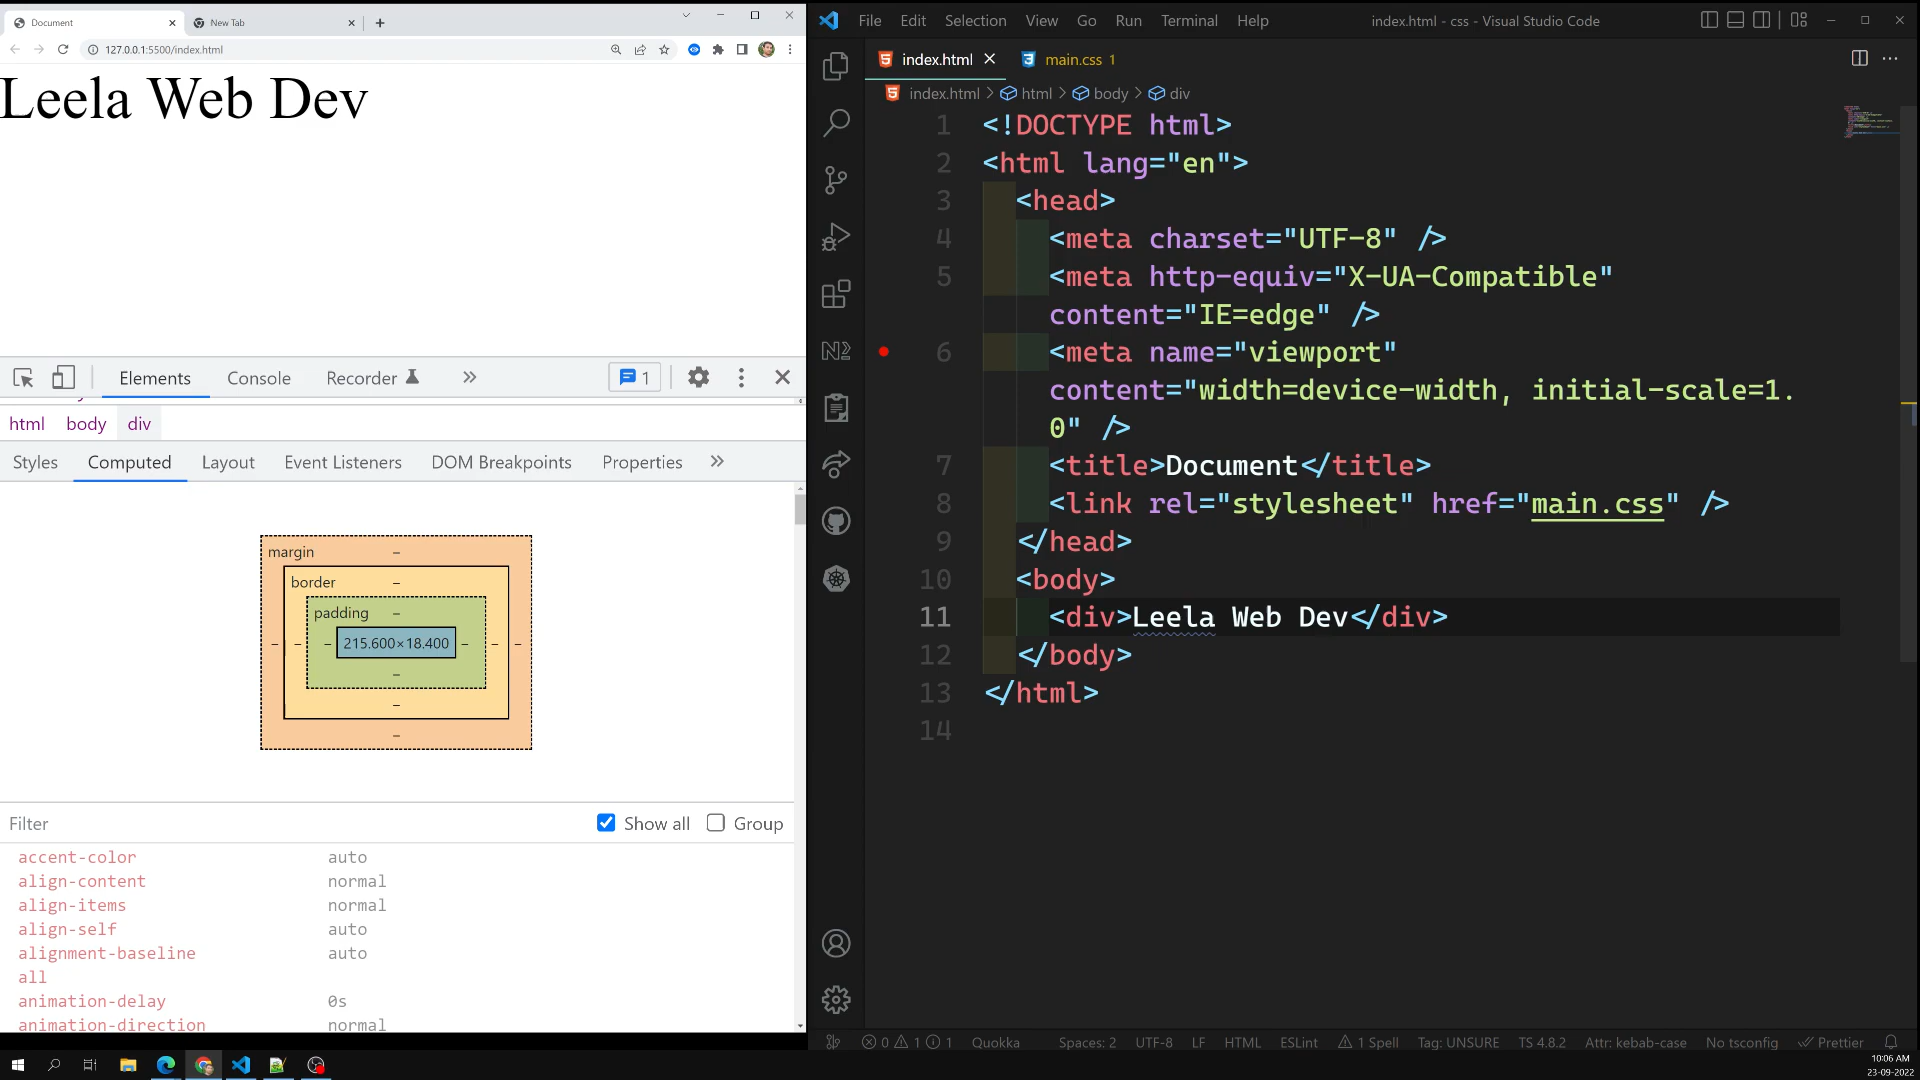 Document
New Tab
127.0.0.1:5500/index.html
Leela Web Dev
Elements
Console
Recorder
1
html
body
div
Styles
Computed
Layout
Event Listeners
DOM Breakpoints
Properties
margin
–
border
–
padding
–
– – – 215.600×18.400 – – –
–
–
–
Filter
Show all
Group
accent-color auto
align-content normal
align-items normal
align-self auto
alignment-baseline auto
all
animation-delay 0s
animation-direction normal
File Edit Selection View Go Run Terminal Help
index.html - css - Visual Studio Code
index.html
main.css 1
index.html > html > body > div
1 <!DOCTYPE html>
2 <html lang="en">
3 <head>
4 <meta charset="UTF-8" />
5 <meta http-equiv="X-UA-Compatible"
content="IE=edge" />
6 <meta name="viewport"
content="width=device-width, initial-scale=1.
0" />
7 <title>Document</title>
8 <link rel="stylesheet" href="main.css" />
9 </head>
10 <body>
11 <div>Leela Web Dev</div>
12 </body>
13 </html>
14
0 1 1 Quokka Spaces: 2 UTF-8 LF HTML ESLint 1 Spell Tag: UNSURE TS 4.8.2 Attr: kebab-case No tsconfig Prettier
10:06 AM
23-09-2022